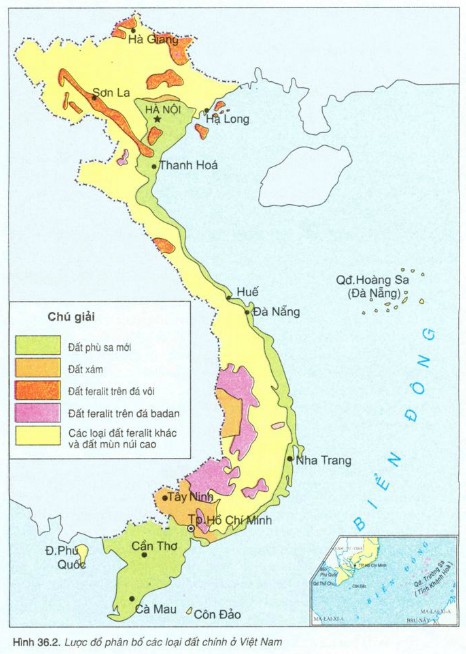 Hà Giang
Sơn La
HÀ NỘI
Hạ Long
Thanh Hoá
Huế
Đà Nẵng
Qđ.Hoàng Sa
(Đà Nẵng)
Chú giải
Đất phù sa mới
Đất xám
Đất feralit trên đá vôi
Đất feralit trên đá badan
Các loại đất feralit khác
và đất mùn núi cao
BIỂN ĐÔNG
Nha Trang
Tây Ninh
Tp.Hồ Chí Minh
Đ.Phú
Quốc
Cần Thơ
Cà Mau
Côn Đảo
Qđ.Trường Sa
(Tỉnh Khánh Hoà)
BIỂN ĐÔNG
MA-LAI-XI-A
Hình 36.2. Lược đồ phân bố các loại đất chính ở Việt Nam